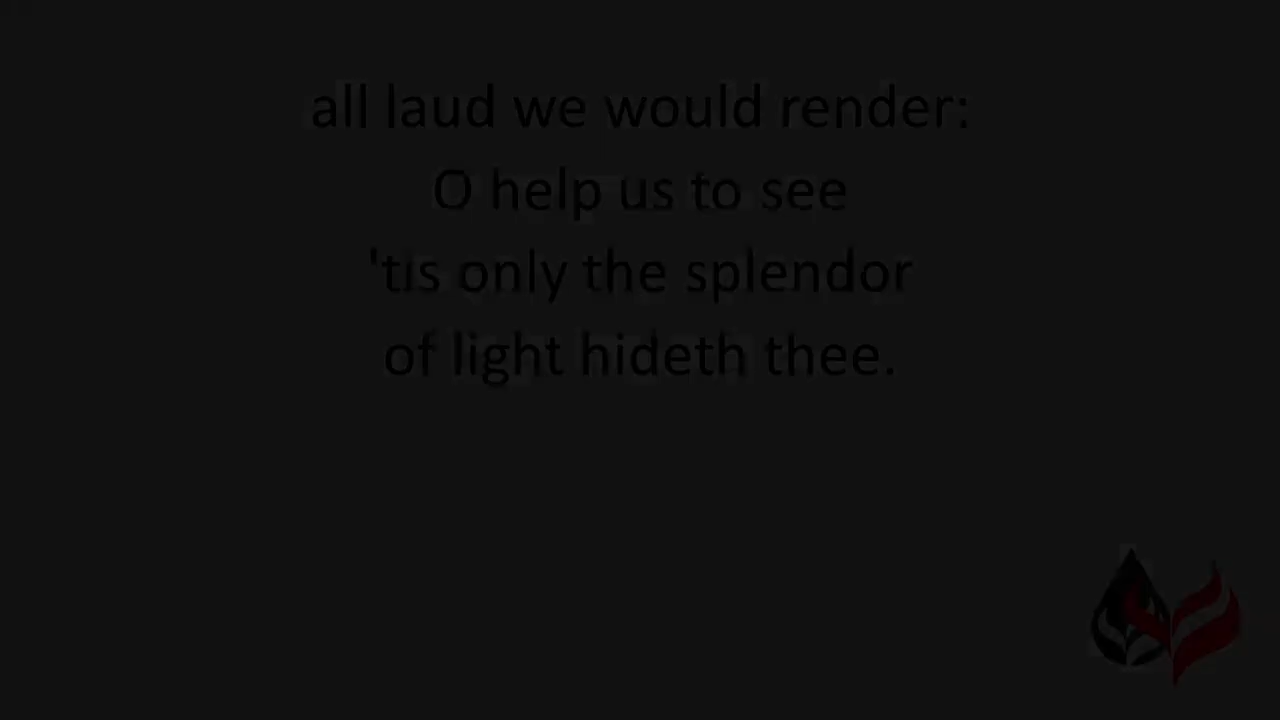 all laud we would render:
O help us to see
'tis only the splendor
of light hideth thee.